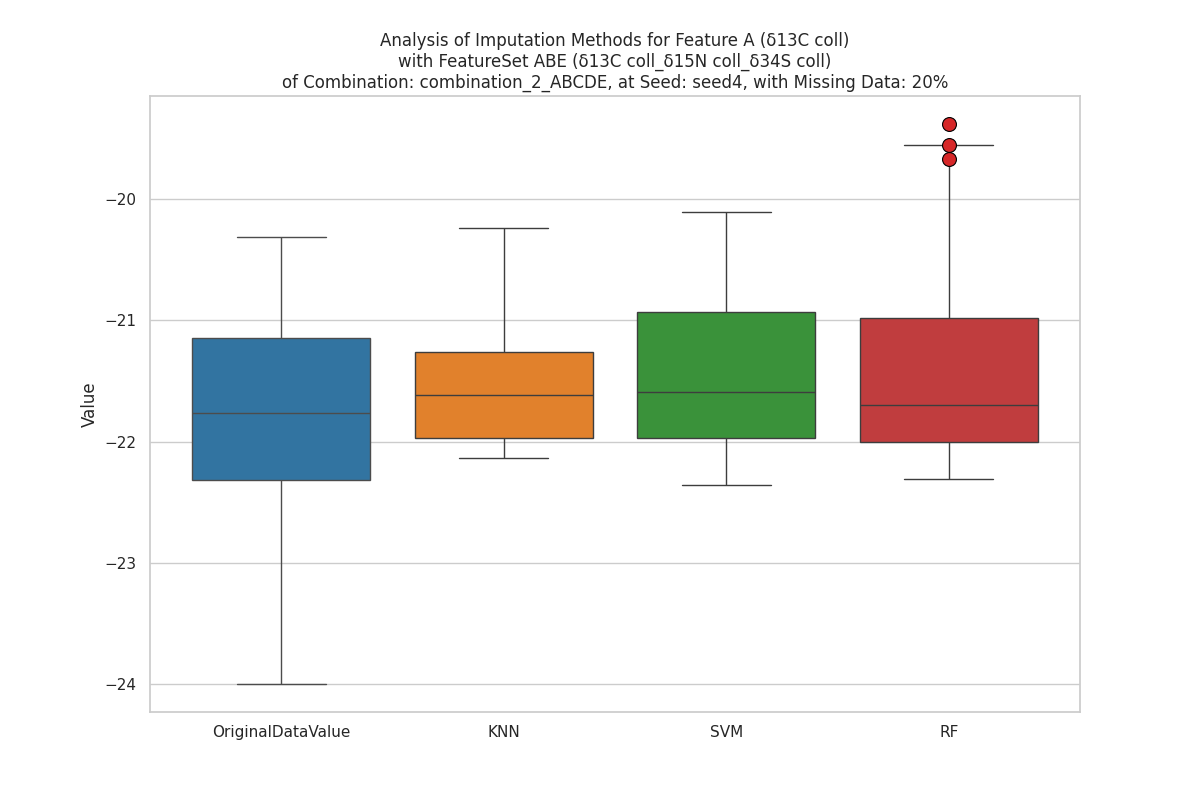 Analysis of Imputation Methods for Feature A (δ13C coll)
with FeatureSet ABE (δ13C coll_δ15N coll_δ34S coll)
of Combination: combination_2_ABCDE, at Seed: seed4, with Missing Data: 20%
Value
−20
−21
−22
−23
−24
OriginalDataValue
KNN
SVM
RF